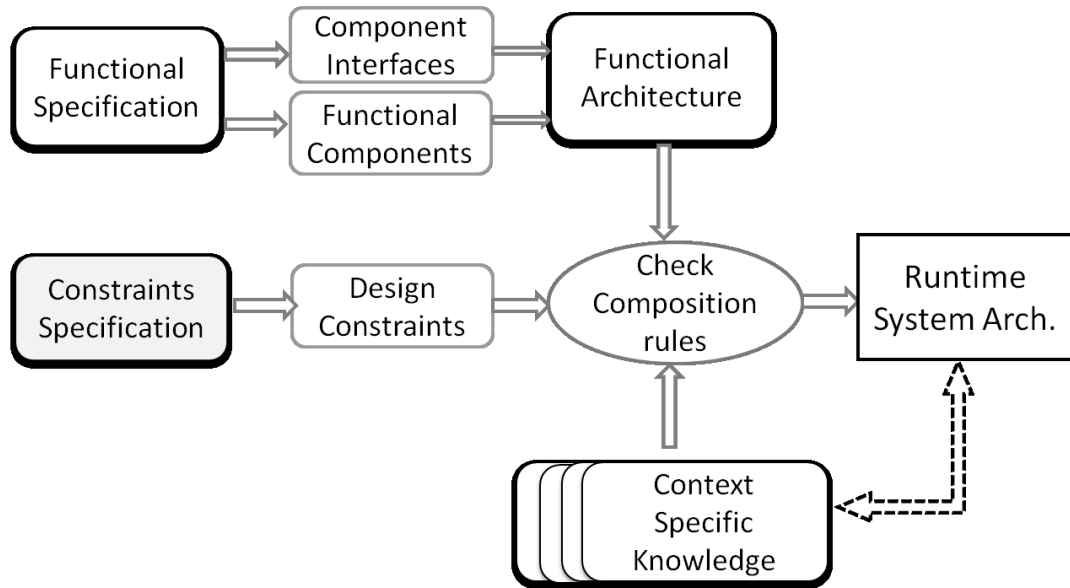 Functional
Specification
Component
Interfaces
Functional
Components
Functional
Architecture
Constraints
Specification
Design
Constraints
Check
Composition
rules
Runtime
System Arch.
Context
Specific
Knowledge